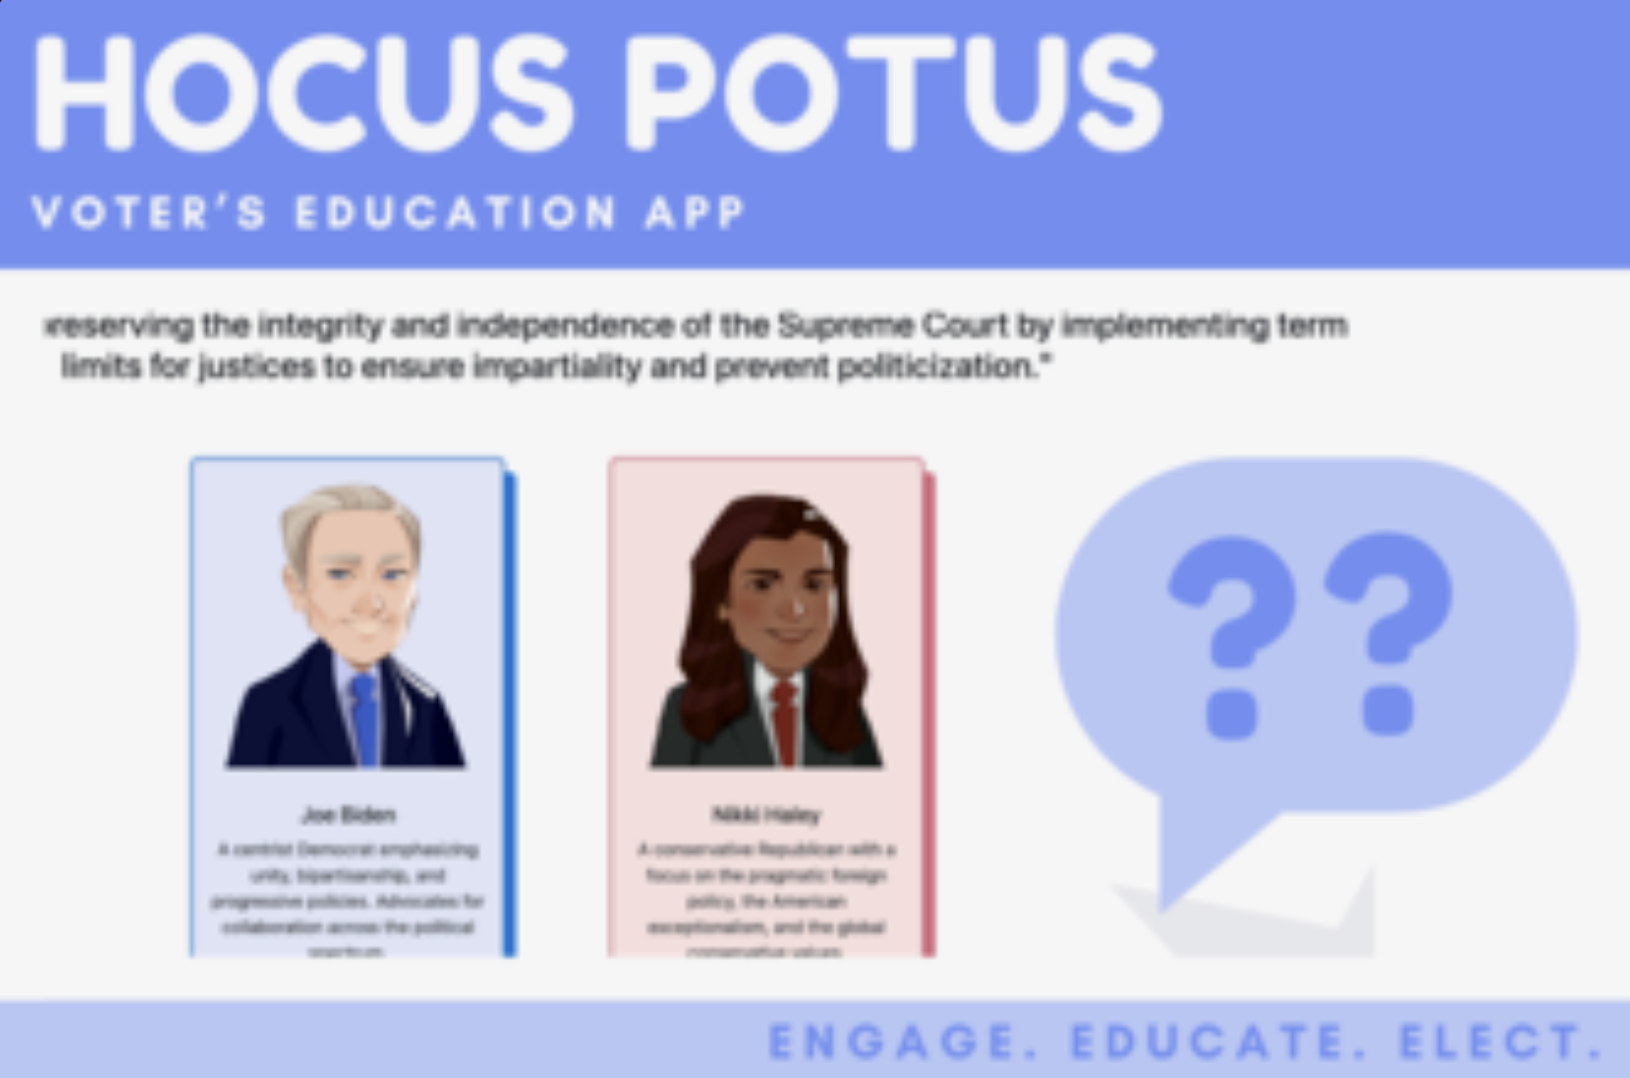 HOCUS POTUS
VOTER'S EDUCATION APP
reserving the integrity and independence of the Supreme Court by implementing term
limits for justices to ensure impartiality and prevent politicization."
Joe Biden
A centrist Democrat emphasizing
unity, bipartisanship, and
progressive policies. Advocates for
collaboration across the political
spectrum.
Nikki Haley
A conservative Republican with a
focus on the pragmatic foreign
policy, the American
exceptionalism, and the global
conservative values.
??
ENGAGE. EDUCATE. ELECT.